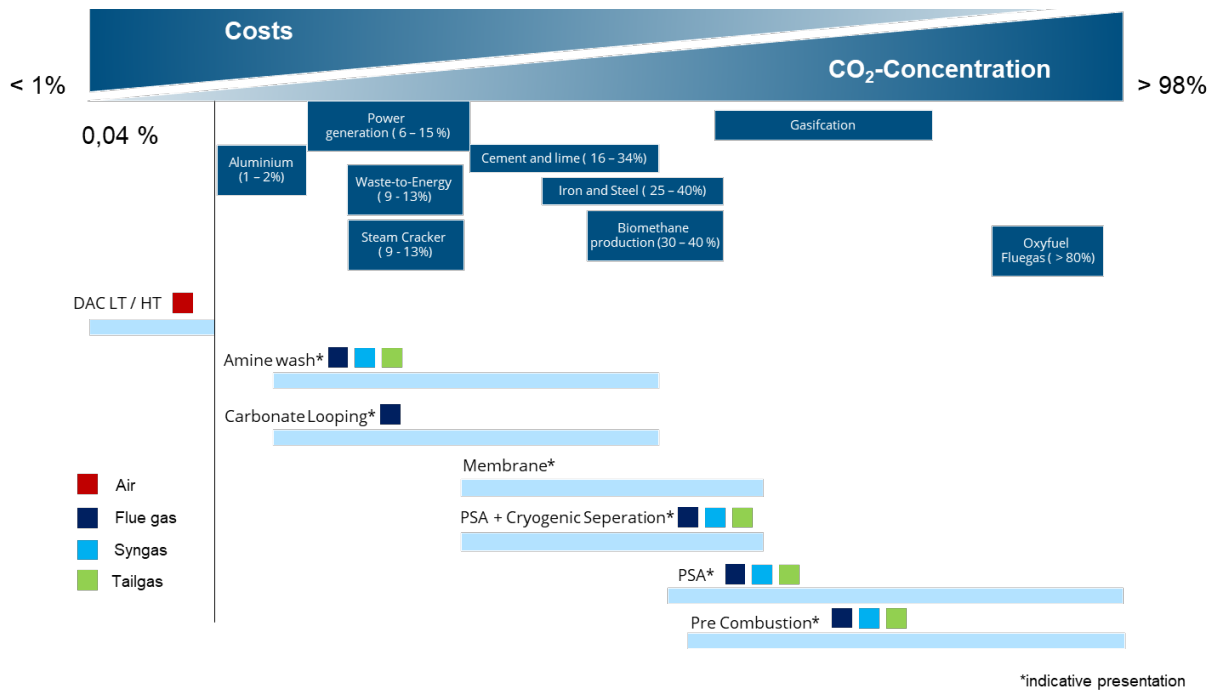 Costs
CO₂-Concentration
< 1%
> 98%
0,04 %
Power
generation ( 6 – 15 %)
Gasifcation
Aluminium
(1 – 2%)
Cement and lime ( 16 – 34%)
Waste-to-Energy
( 9 - 13%)
Iron and Steel ( 25 – 40%)
Steam Cracker
( 9 - 13%)
Biomethane
production (30 – 40 %)
Oxyfuel
Fluegas ( > 80%)
DAC LT / HT
Amine wash*
Carbonate Looping*
Membrane*
PSA + Cryogenic Seperation*
PSA*
Pre Combustion*
Air
Flue gas
Syngas
Tailgas
*indicative presentation